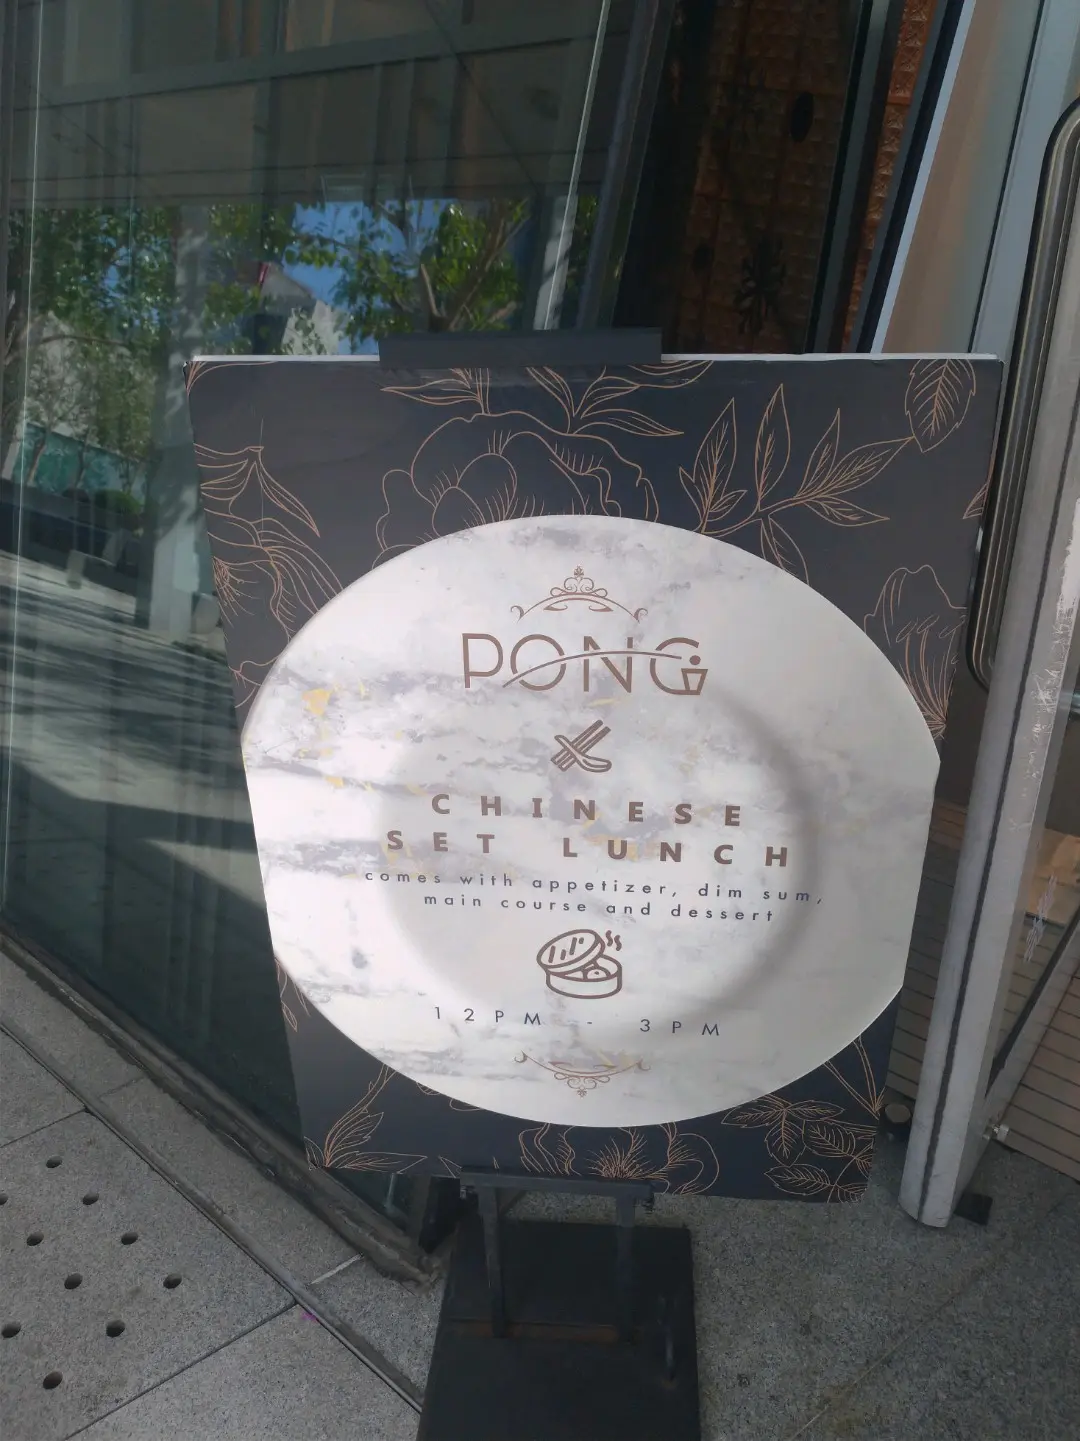 PONG
CHINESE
SET LUNCH
comes with appetizer, dim sum,
main course and dessert
12PM - 3PM